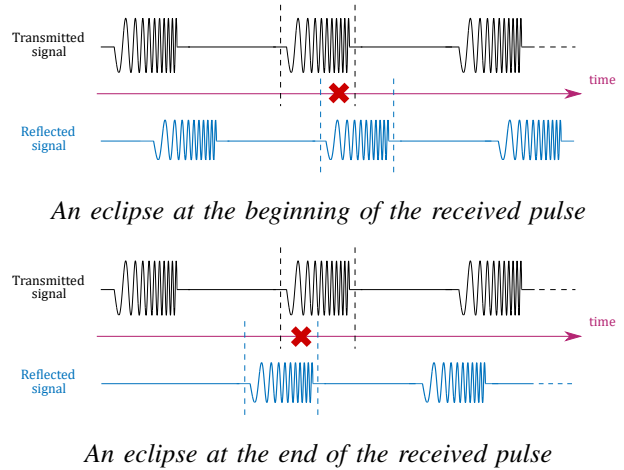 Transmitted
signal
time
Reflected
signal
An eclipse at the beginning of the received pulse
Transmitted
signal
time
Reflected
signal
An eclipse at the end of the received pulse